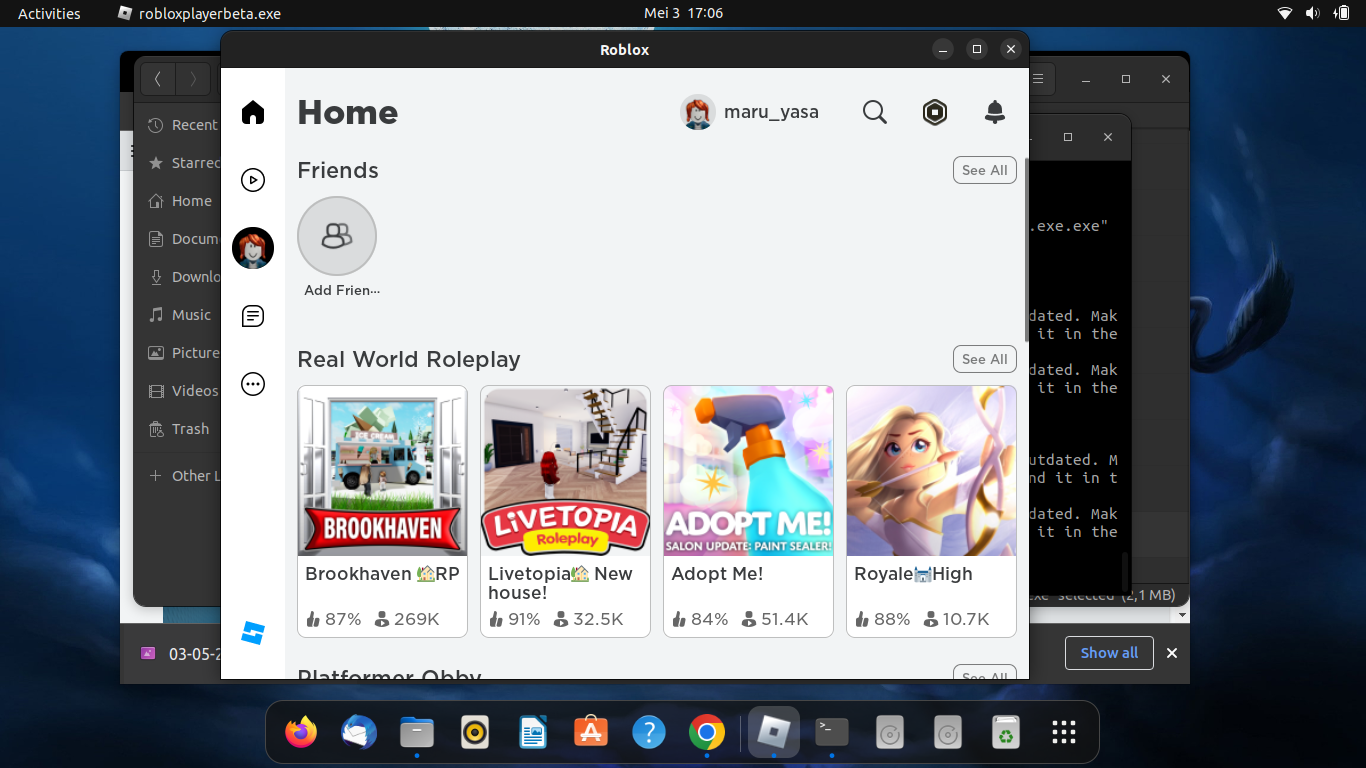 Activities
robloxplayerbeta.exe
Mei 3 17:06
Roblox
Recent
Starred
Home
Docum
Downlo
Music
Picture
Videos
Trash
Other L
Home
maru_yasa
Friends
See All
Add Frien...
Real World Roleplay
See All
ICE CREAM
BROOKHAVEN
LIVETOPIA
Roleplay
ADOPT ME!
SALON UPDATE: PAINT SEALER!
Brookhaven 🏡RP
Livetopia🏡 New
house!
Adopt Me!
Royale🏰High
87% 269K
91% 32.5K
84% 51.4K
88% 10.7K
Platformer Obby
See All
.exe.exe"
dated. Mak
it in the
dated. Mak
it in the
utdated. M
nd it in t
dated. Mak
it in the
selected (2,1 MB)
03-05-2
Show all